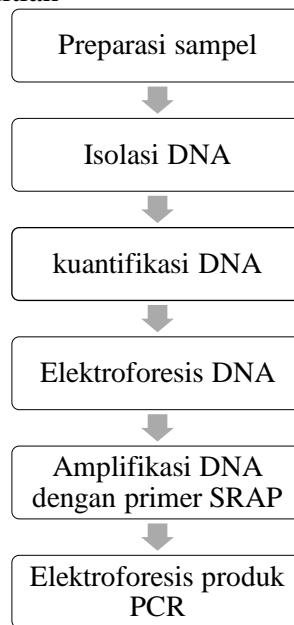 Preparasi sampel
Isolasi DNA
kuantifikasi DNA
Elektroforesis DNA
Amplifikasi DNA
dengan primer SRAP
Elektroforesis produk
PCR